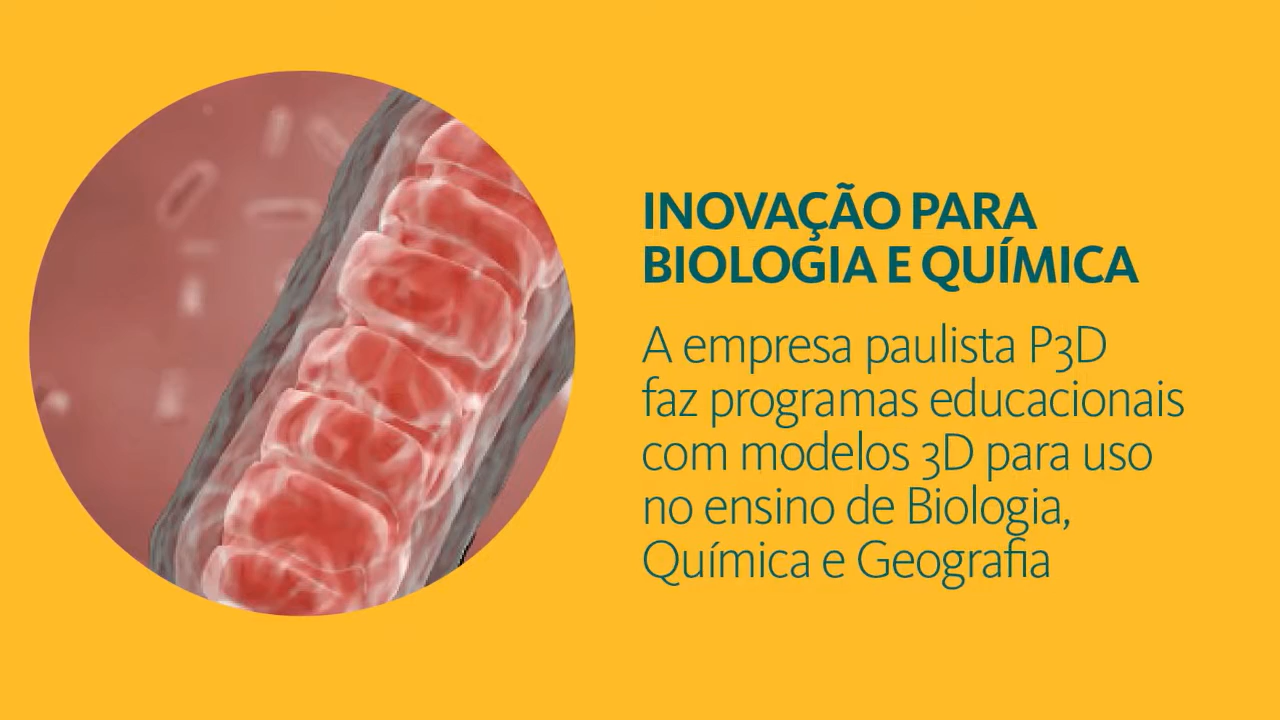 INOVAÇÃO PARA
BIOLOGIA E QUÍMICA
A empresa paulista P3D
faz programas educacionais
com modelos 3D para uso
no ensino de Biologia,
Química e Geografia